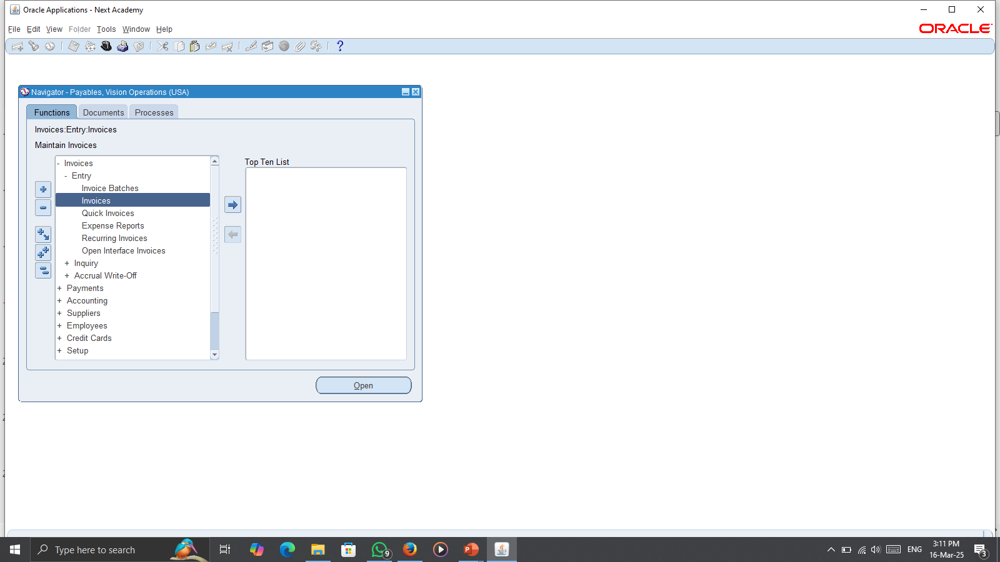 Oracle Applications - Next Academy
File Edit View Folder Tools Window Help
ORACLE
?
Navigator - Payables, Vision Operations (USA)
Functions Documents Processes
Invoices:Entry:Invoices
Maintain Invoices
Top Ten List
- Invoices
- Entry
Invoice Batches
Invoices
Quick Invoices
Expense Reports
Recurring Invoices
Open Interface Invoices
+ Inquiry
+ Accrual Write-Off
+ Payments
+ Accounting
+ Suppliers
+ Employees
+ Credit Cards
+ Setup
Open
Type here to search
9
ENG
3:11 PM
16-Mar-25
3